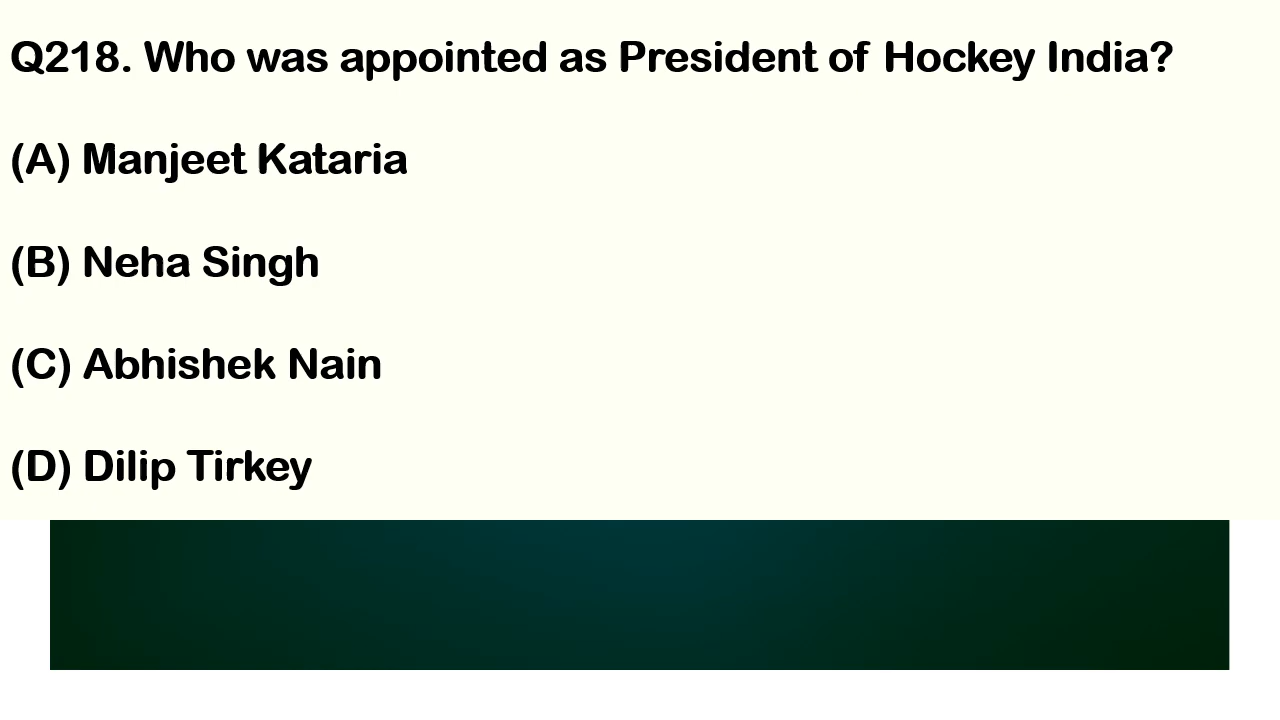 Q218. Who was appointed as President of Hockey India?
(A) Manjeet Kataria
(B) Neha Singh
(C) Abhishek Nain
(D) Dilip Tirkey